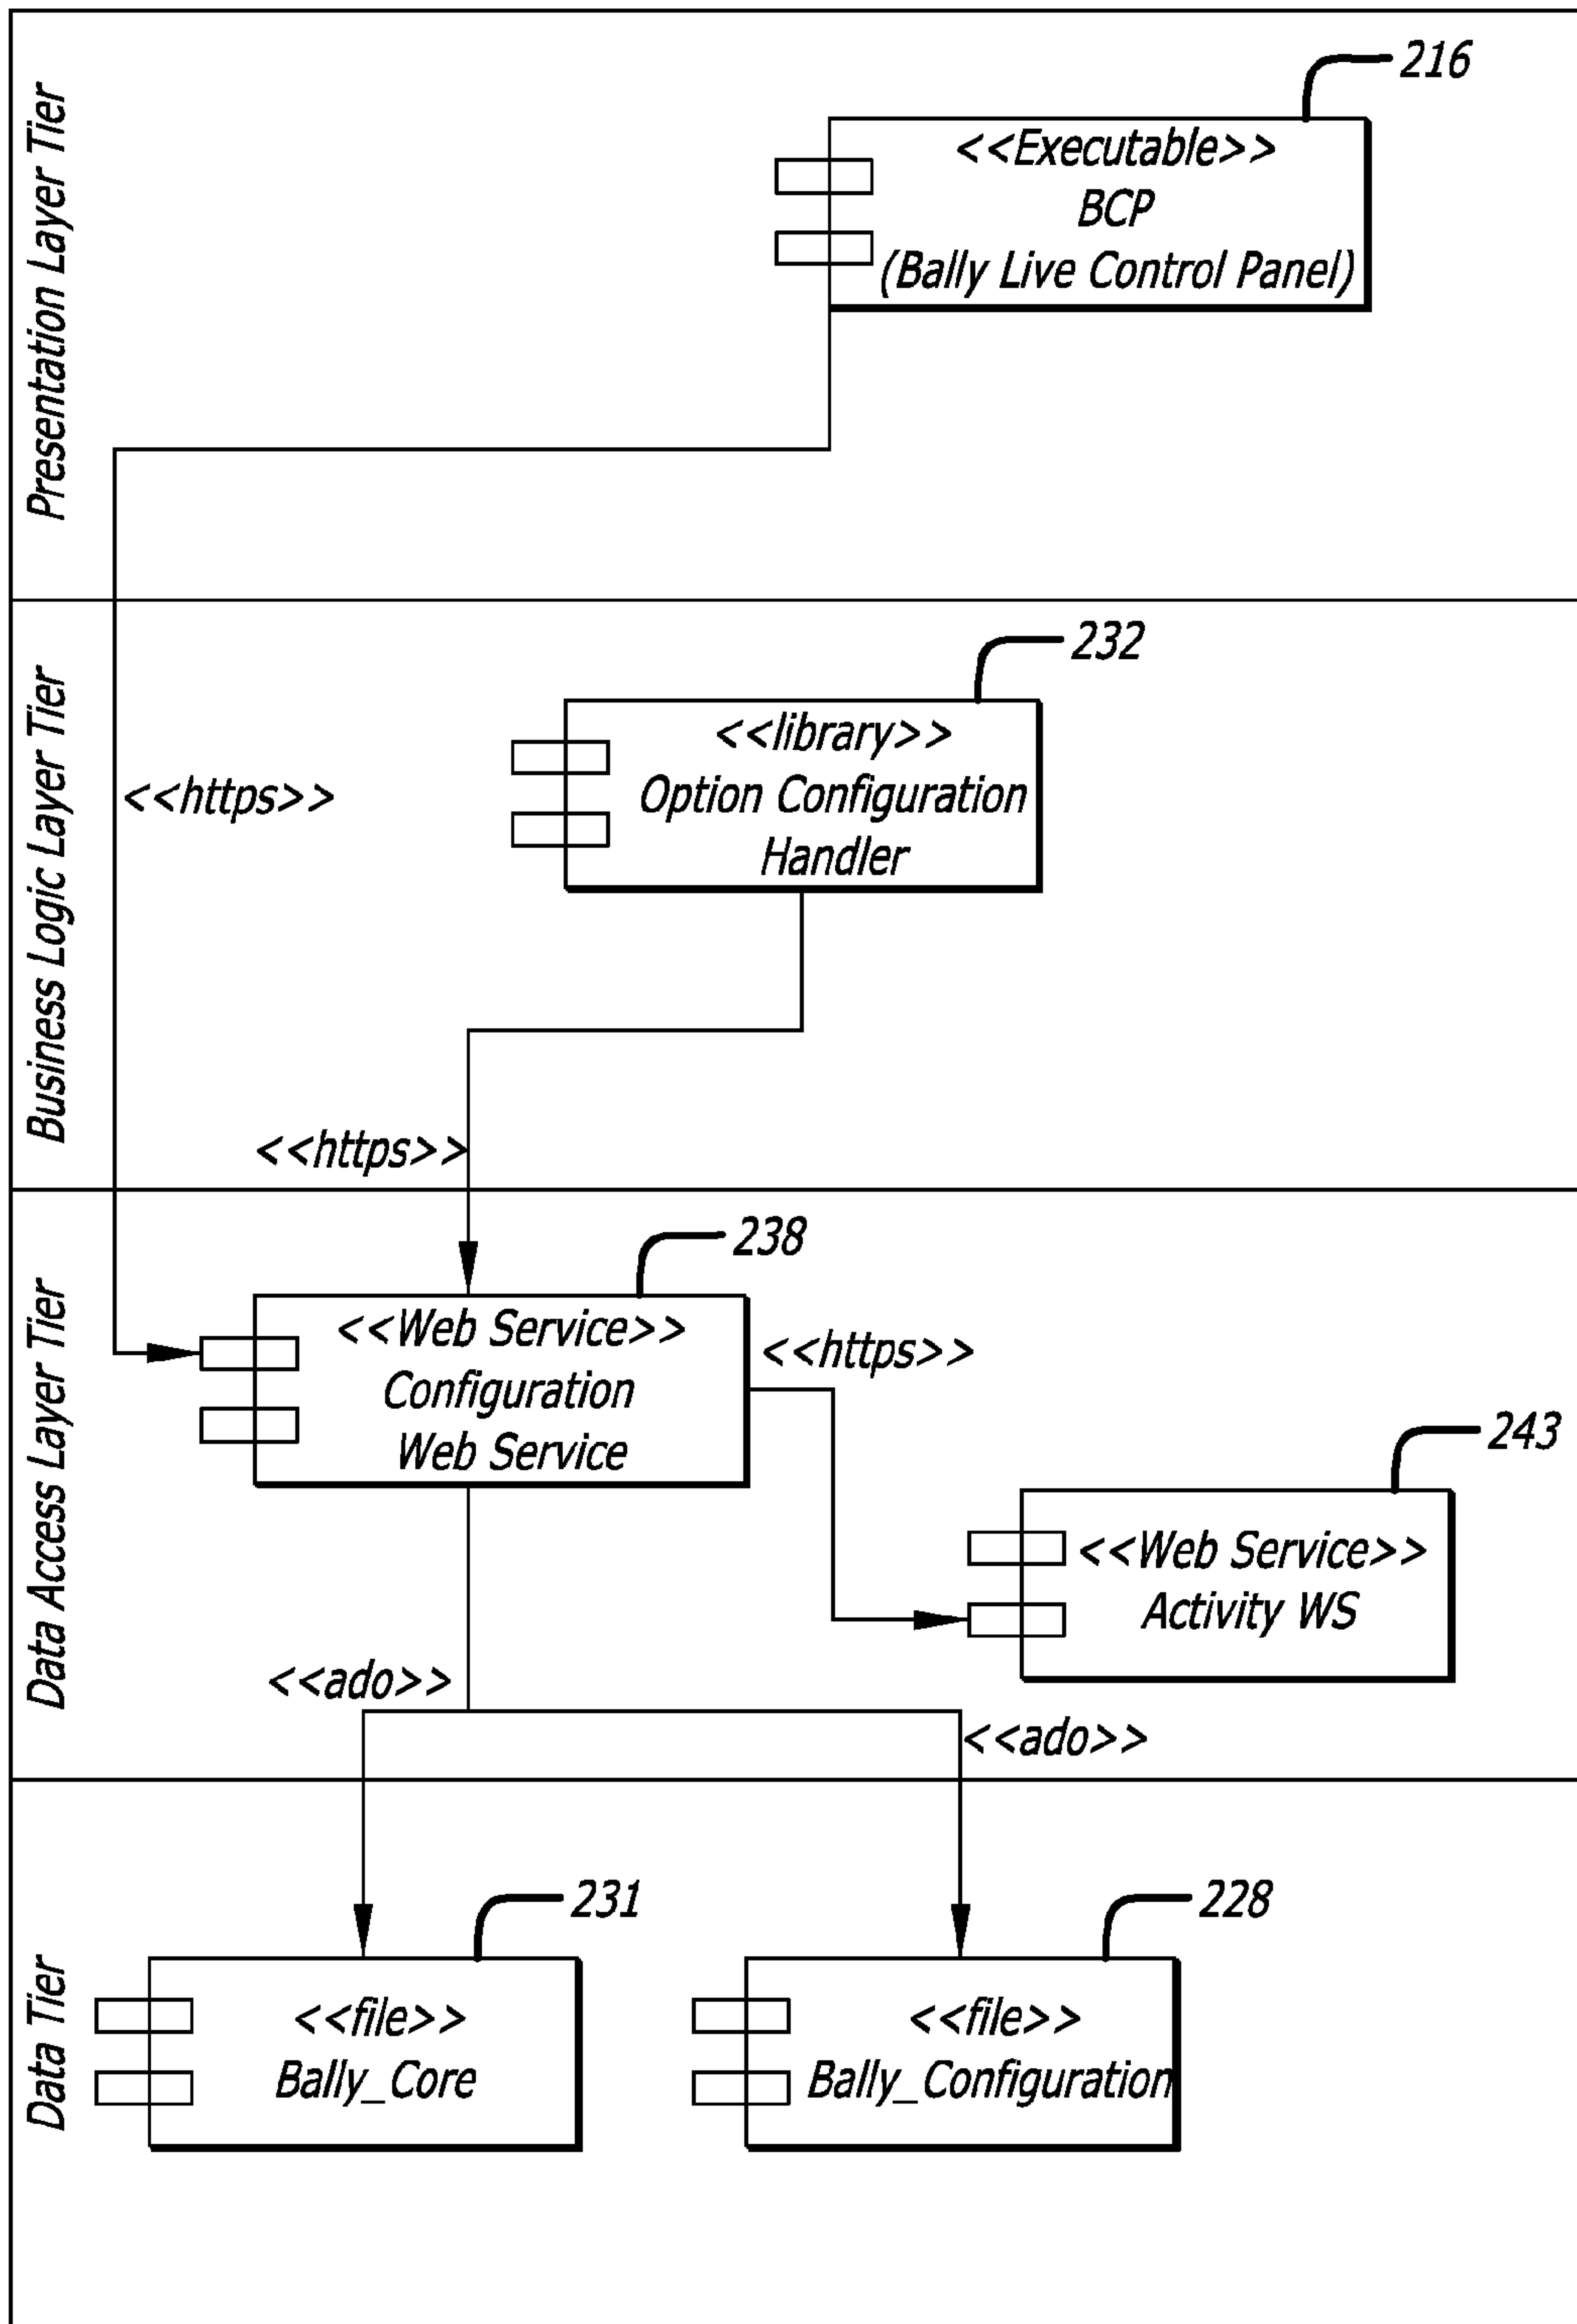 Presentation Layer Tier
216
<<Executable>>
BCP
(Bally Live Control Panel)
Business Logic Layer Tier
232
<<library>>
Option Configuration
Handler
<<https>>
<<https>>
Data Access Layer Tier
238
<<Web Service>>
Configuration
Web Service
<<https>>
243
<<Web Service>>
Activity WS
<<ado>>
<<ado>>
Data Tier
231
<<file>>
Bally_Core
228
<<file>>
Bally_Configuration